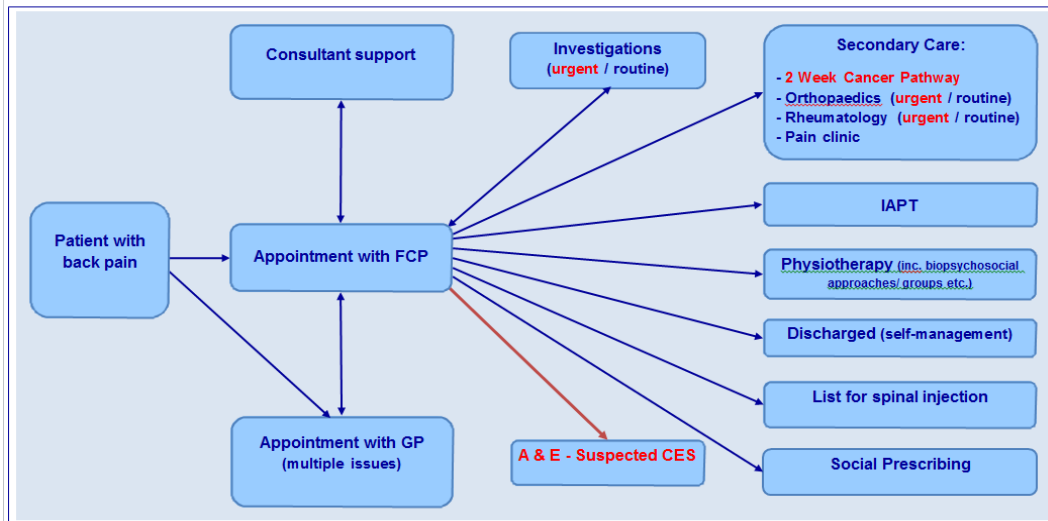 Consultant support
Investigations
(urgent / routine)
Secondary Care:
- 2 Week Cancer Pathway
- Orthopaedics (urgent / routine)
- Rheumatology (urgent / routine)
- Pain clinic
Patient with
back pain
Appointment with FCP
IAPT
Physiotherapy (inc. biopsychosocial
approaches/ groups etc.)
Discharged (self-management)
List for spinal injection
Appointment with GP
(multiple issues)
A & E - Suspected CES
Social Prescribing